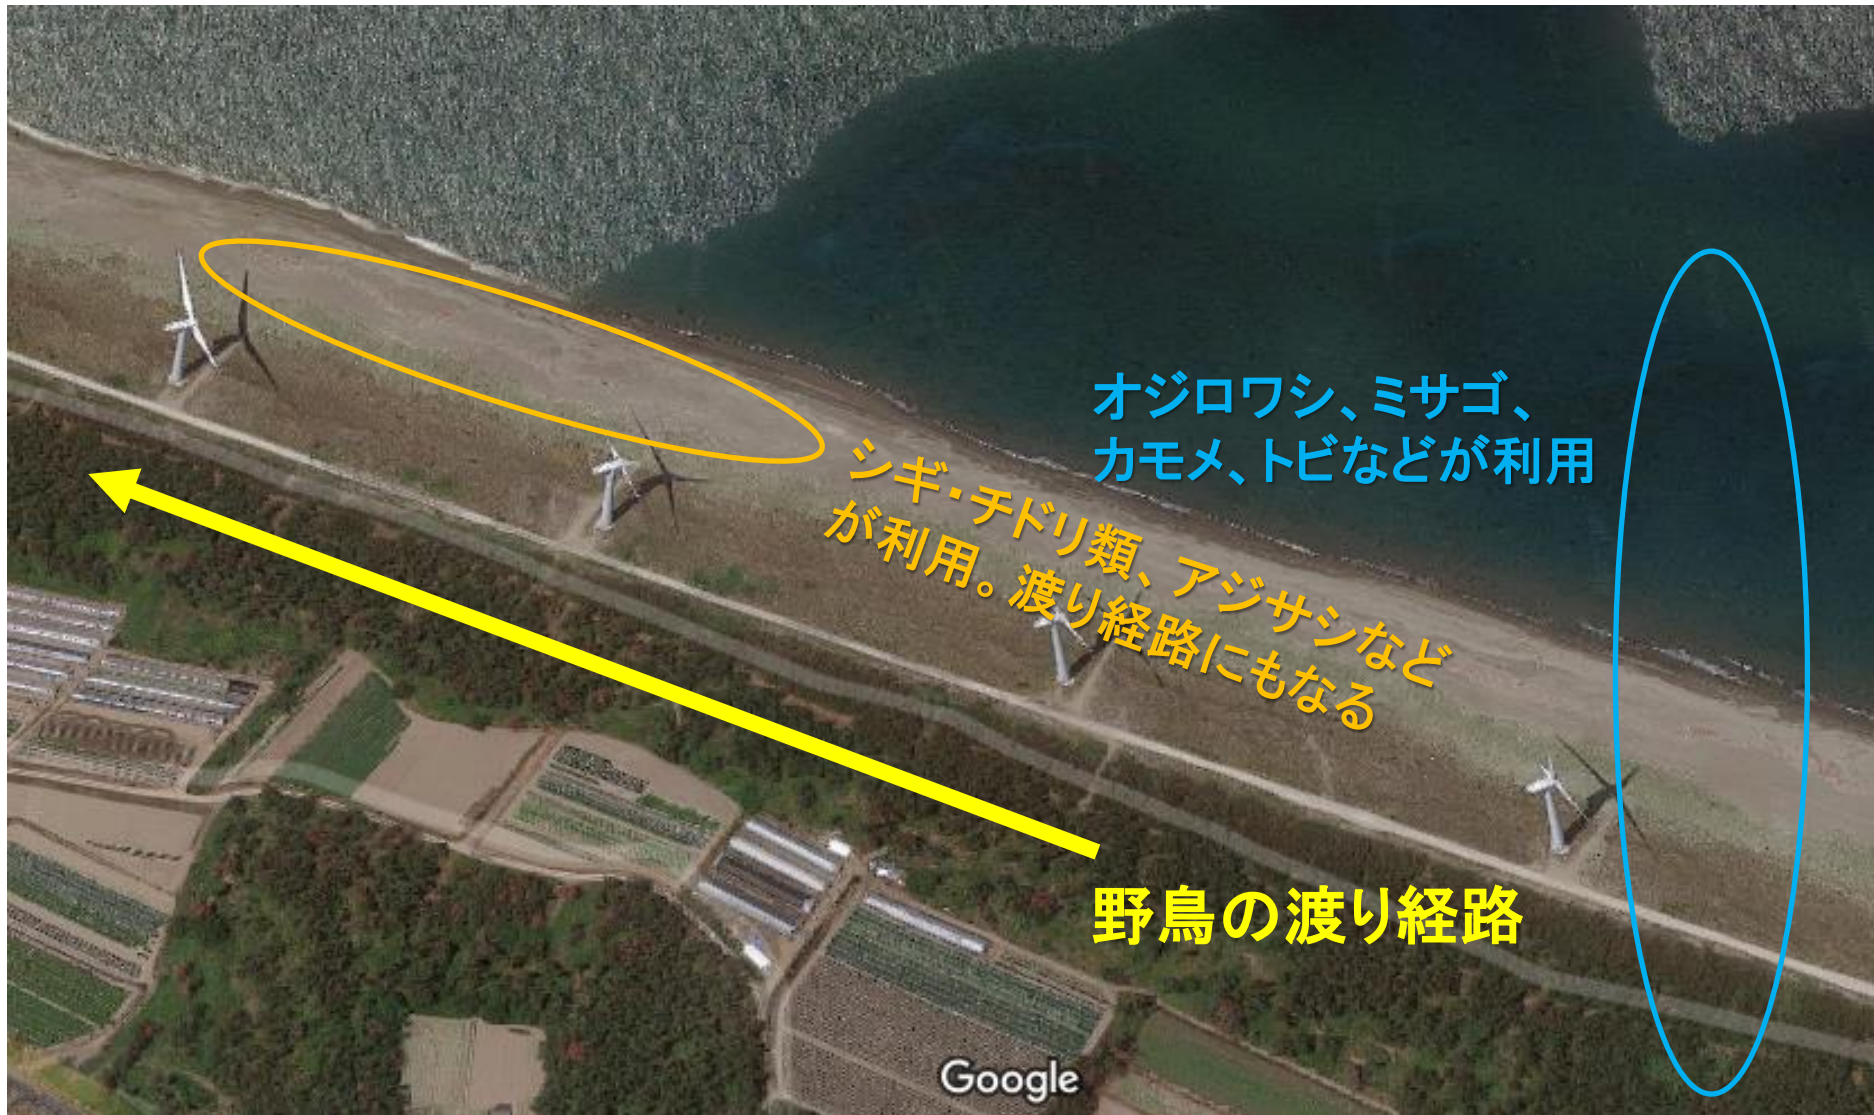 オジロワシ、ミサゴ、
カモメ、トビなどが利用
シギ・チドリ類、アジサシなど
が利用。渡り経路にもなる
野鳥の渡り経路
Google